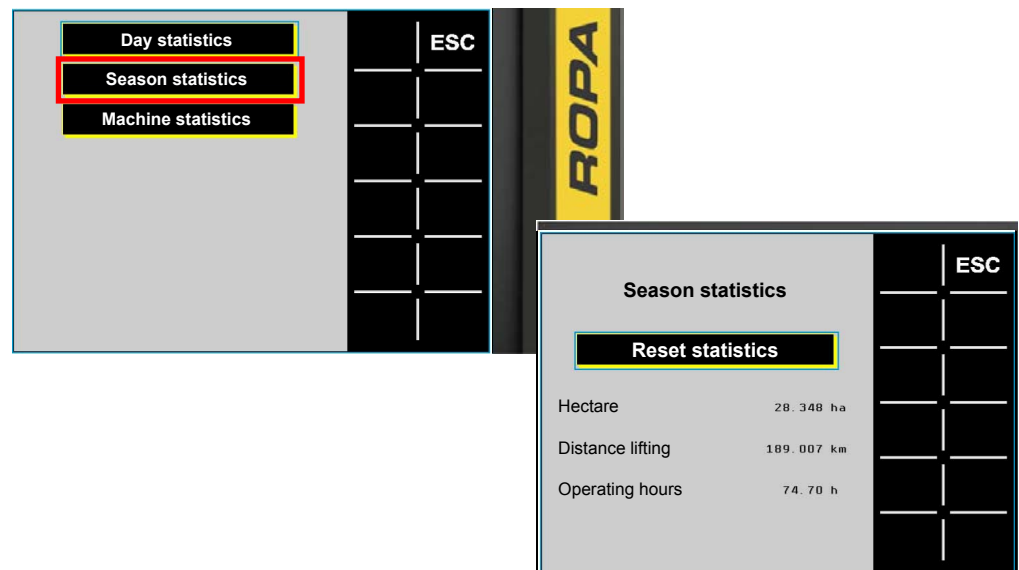 Day statistics
ESC
Season statistics
Machine statistics
ROPA
ESC
Season statistics
Reset statistics
Hectare 28.348 ha
Distance lifting 189.007 km
Operating hours 74.70 h